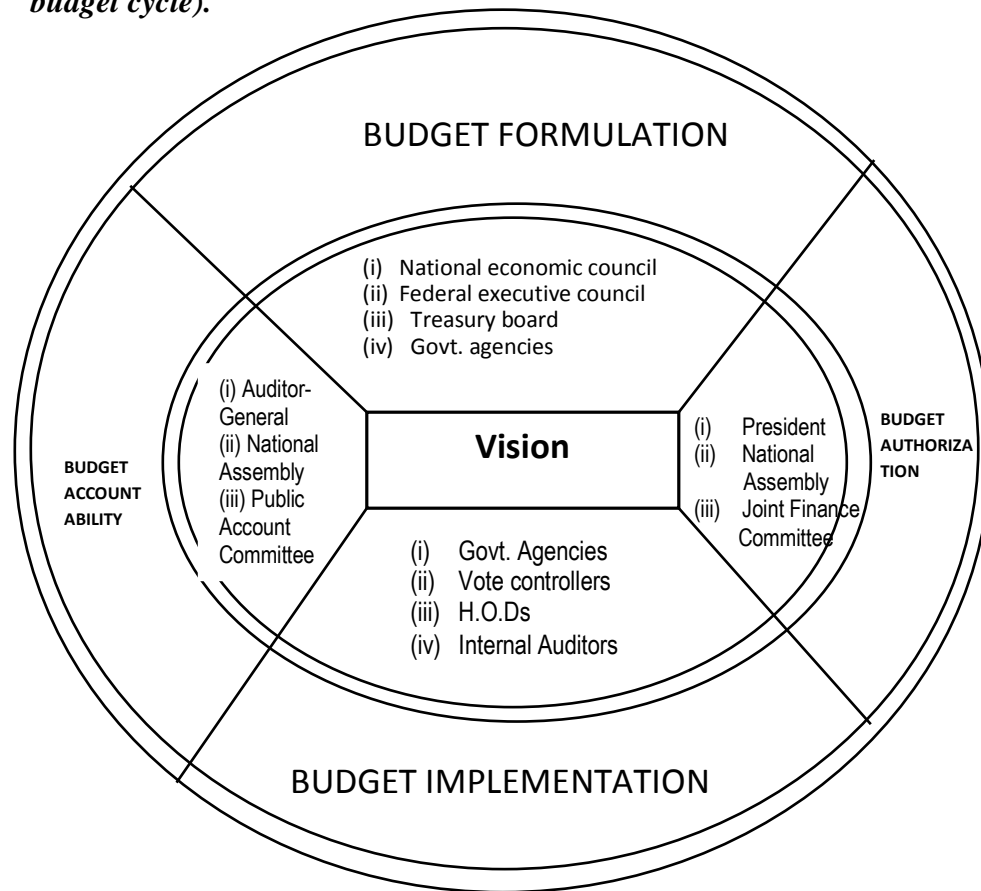 budget cycle).
BUDGET FORMULATION
(i) National economic council
(ii) Federal executive council
(iii) Treasury board
(iv) Govt. agencies
(i) Auditor-
General
(ii) National
Assembly
(iii) Public
Account
Committee
BUDGET
ACCOUNT
ABILITY
Vision
(i) President
(ii) National
Assembly
(iii) Joint Finance
Committee
BUDGET
AUTHORIZA
TION
(i) Govt. Agencies
(ii) Vote controllers
(iii) H.O.Ds
(iv) Internal Auditors
BUDGET IMPLEMENTATION